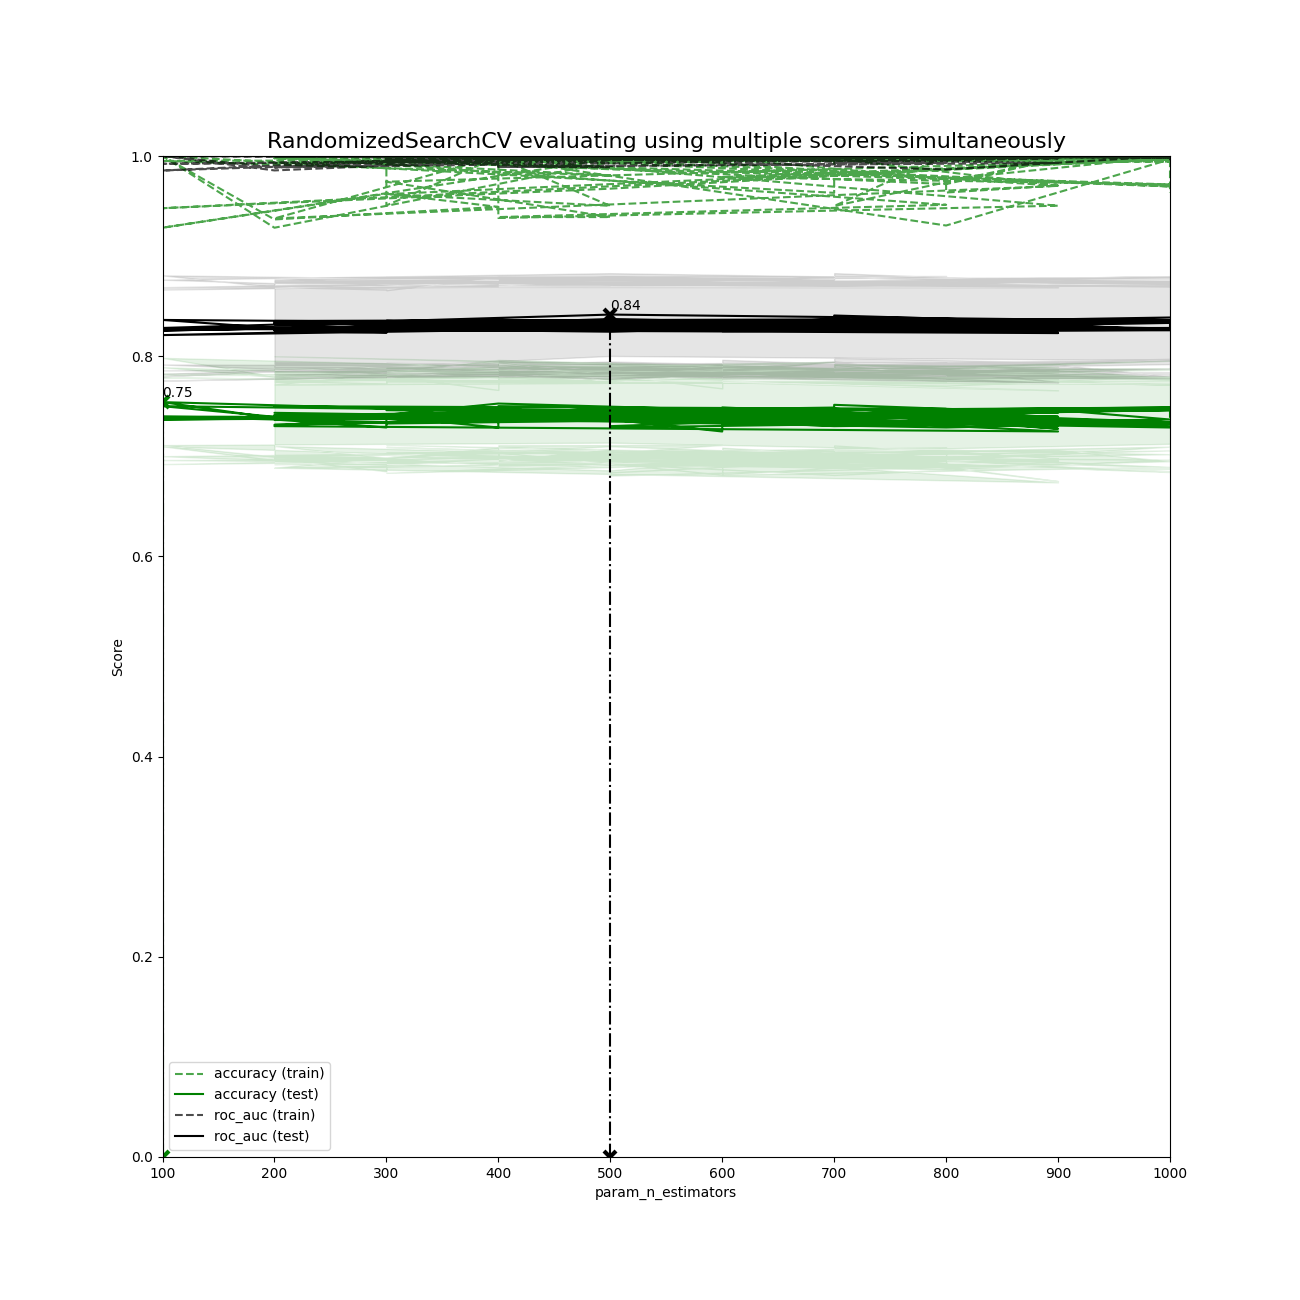 RandomizedSearchCV evaluating using multiple scorers simultaneously
1.0
0.84
0.8
0.75
0.6
Score
0.4
0.2
accuracy (train)
accuracy (test)
roc_auc (train)
roc_auc (test)
0.0
100 200 300 400 500 600 700 800 900 1000
param_n_estimators